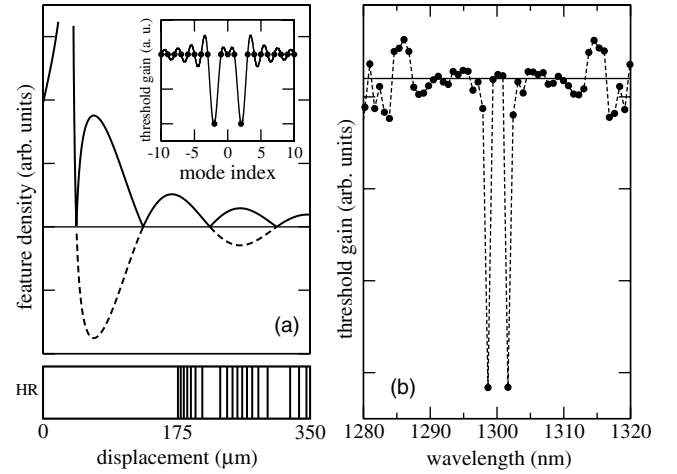 feature density (arb. units)
threshold gain (a. u.)
-10 -5 0 5 10
mode index
(a)
HR
0 175 350
displacement (μm)
threshold gain (arb. units)
(b)
1280 1290 1300 1310 1320
wavelength (nm)